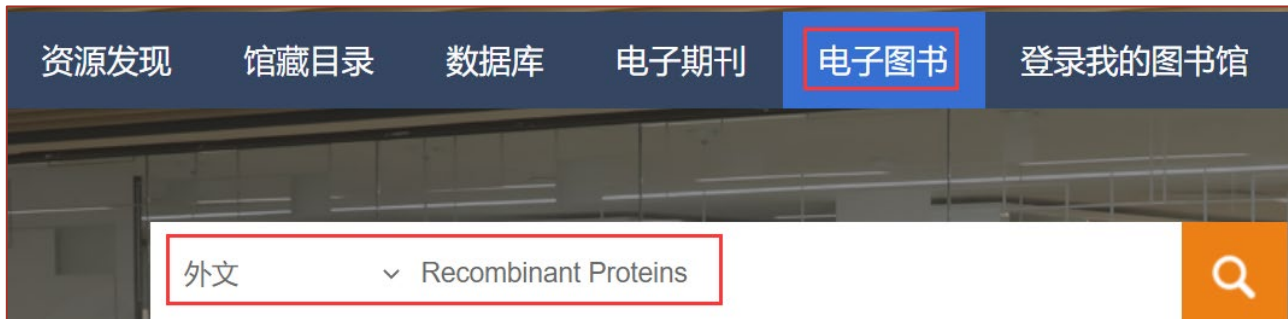 资源发现 馆藏目录 数据库 电子期刊 电子图书 登录我的图书馆
外文 Recombinant Proteins